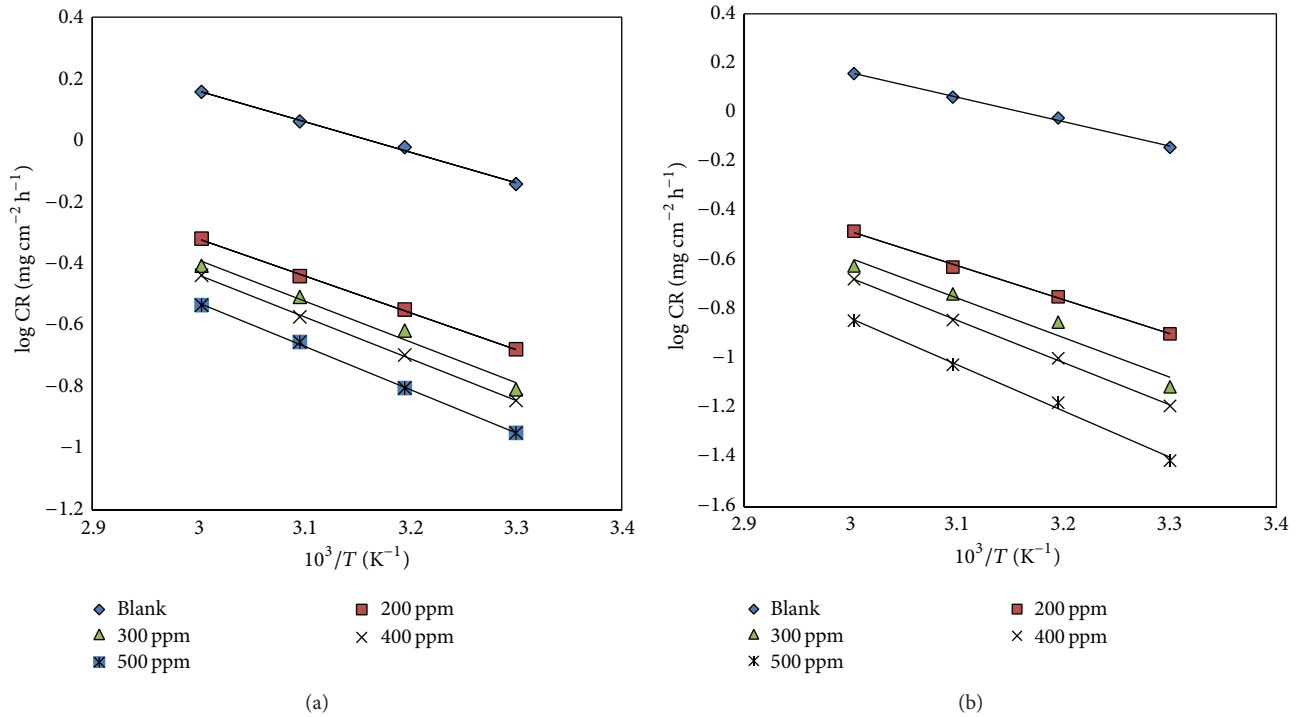 0.4
0.2
0
−0.2
−0.4
−0.6
−0.8
−1
−1.2
log CR (mg cm−2 h−1)
2.9 3 3.1 3.2 3.3 3.4
10³/T (K−1)
Blank 200 ppm
300 ppm 400 ppm
500 ppm
(a)
0.4
0.2
0
−0.2
−0.4
−0.6
−0.8
−1
−1.2
−1.4
−1.6
log CR (mg cm−2 h−1)
2.9 3 3.1 3.2 3.3 3.4
10³/T (K−1)
Blank 200 ppm
300 ppm 400 ppm
500 ppm
(b)